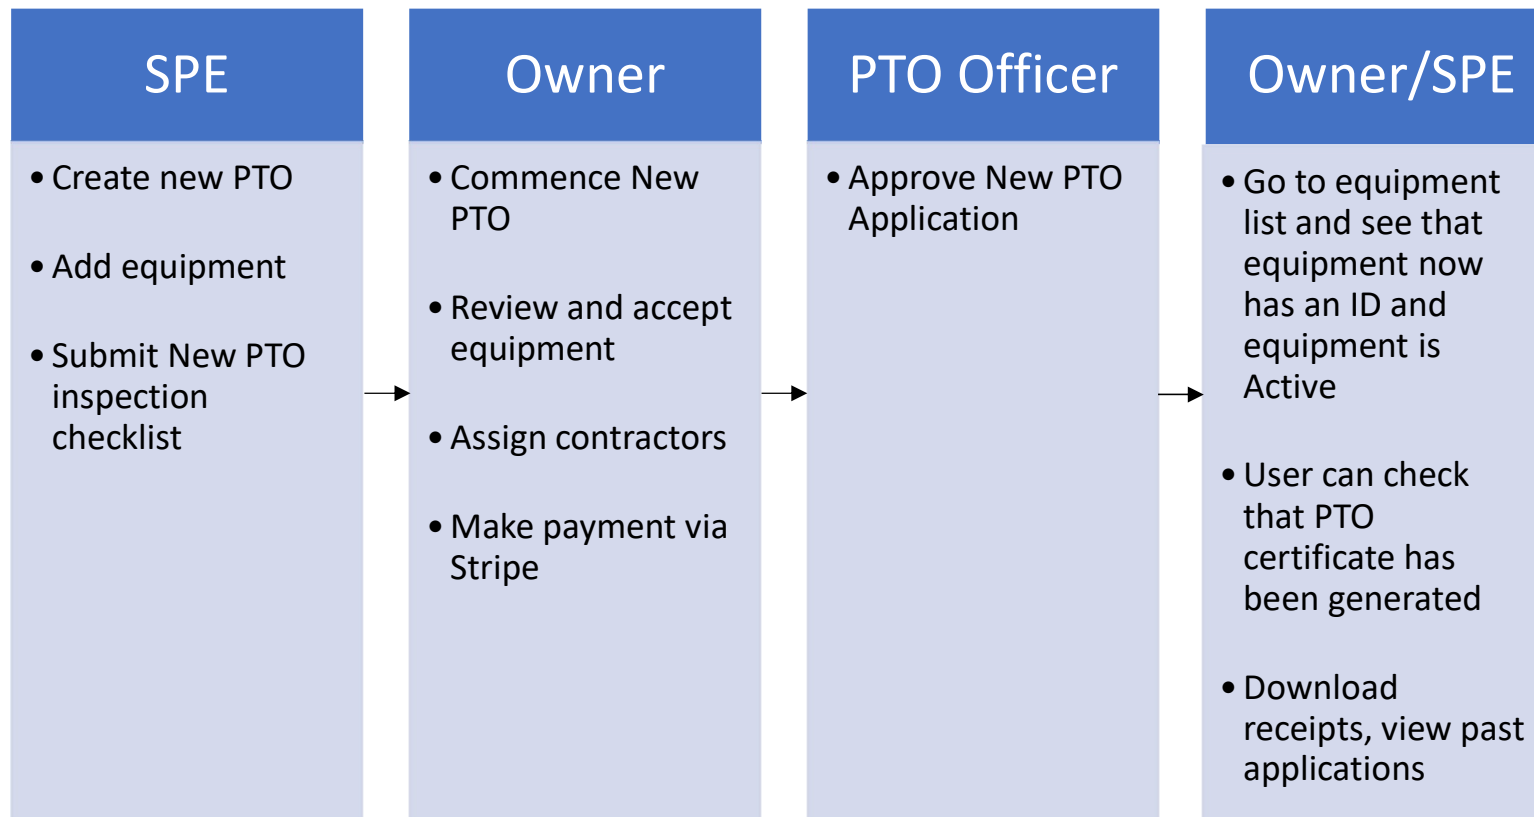 SPE
• Create new PTO
• Add equipment
• Submit New PTO
inspection
checklist
Owner
• Commence New
PTO
• Review and accept
equipment
• Assign contractors
• Make payment via
Stripe
PTO Officer
• Approve New PTO
Application
Owner/SPE
• Go to equipment
list and see that
equipment now
has an ID and
equipment is
Active
• User can check
that PTO
certificate has
been generated
• Download
receipts, view past
applications